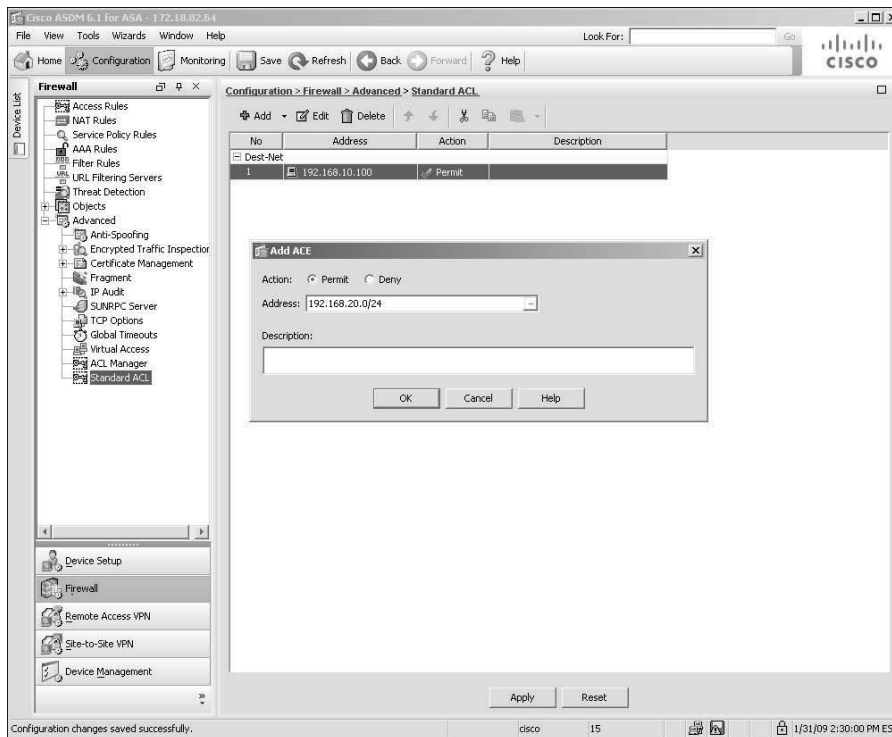 Cisco ASDM 6.1 for ASA - 172.18.82.64
File View Tools Wizards Window Help
Look For:
Go
Home Configuration Monitoring Save Refresh Back Forward Help
CISCO
Device List
Firewall
Access Rules
NAT Rules
Service Policy Rules
AAA Rules
Filter Rules
URL Filtering Servers
Threat Detection
Objects
Advanced
Anti-Spoofing
Encrypted Traffic Inspection
Certificate Management
Fragment
IP Audit
SUNRPC Server
TCP Options
Global Timeouts
Virtual Access
ACL Manager
Standard ACL
Device Setup
Firewall
Remote Access VPN
Site-to-Site VPN
Device Management
Configuration > Firewall > Advanced > Standard ACL
Add Edit Delete
No Address Action Description
Dest-Net
1 192.168.10.100 Permit
Add ACE
Action: Permit Deny
Address: 192.168.20.0/24
Description:
OK Cancel Help
Apply Reset
Configuration changes saved successfully.
cisco 15
1/31/09 2:30:00 PM ES